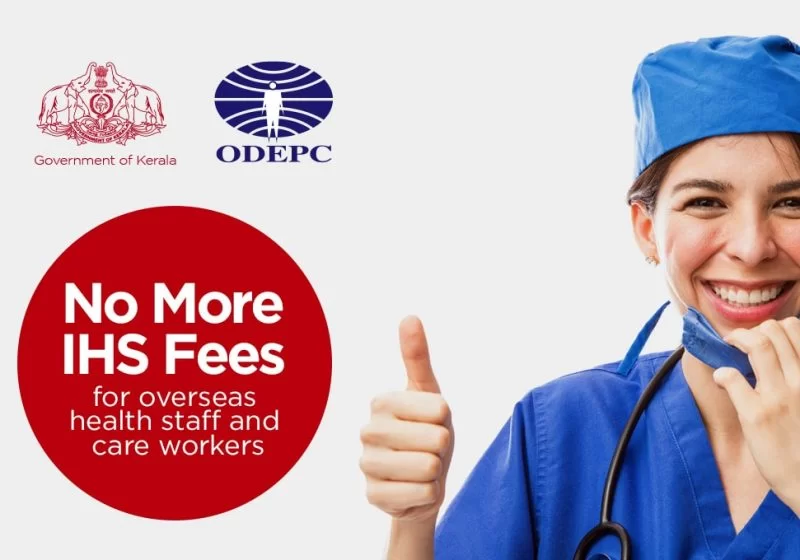 Government of Kerala
ODEPC
No More
IHS Fees
for overseas
health staff and
care workers